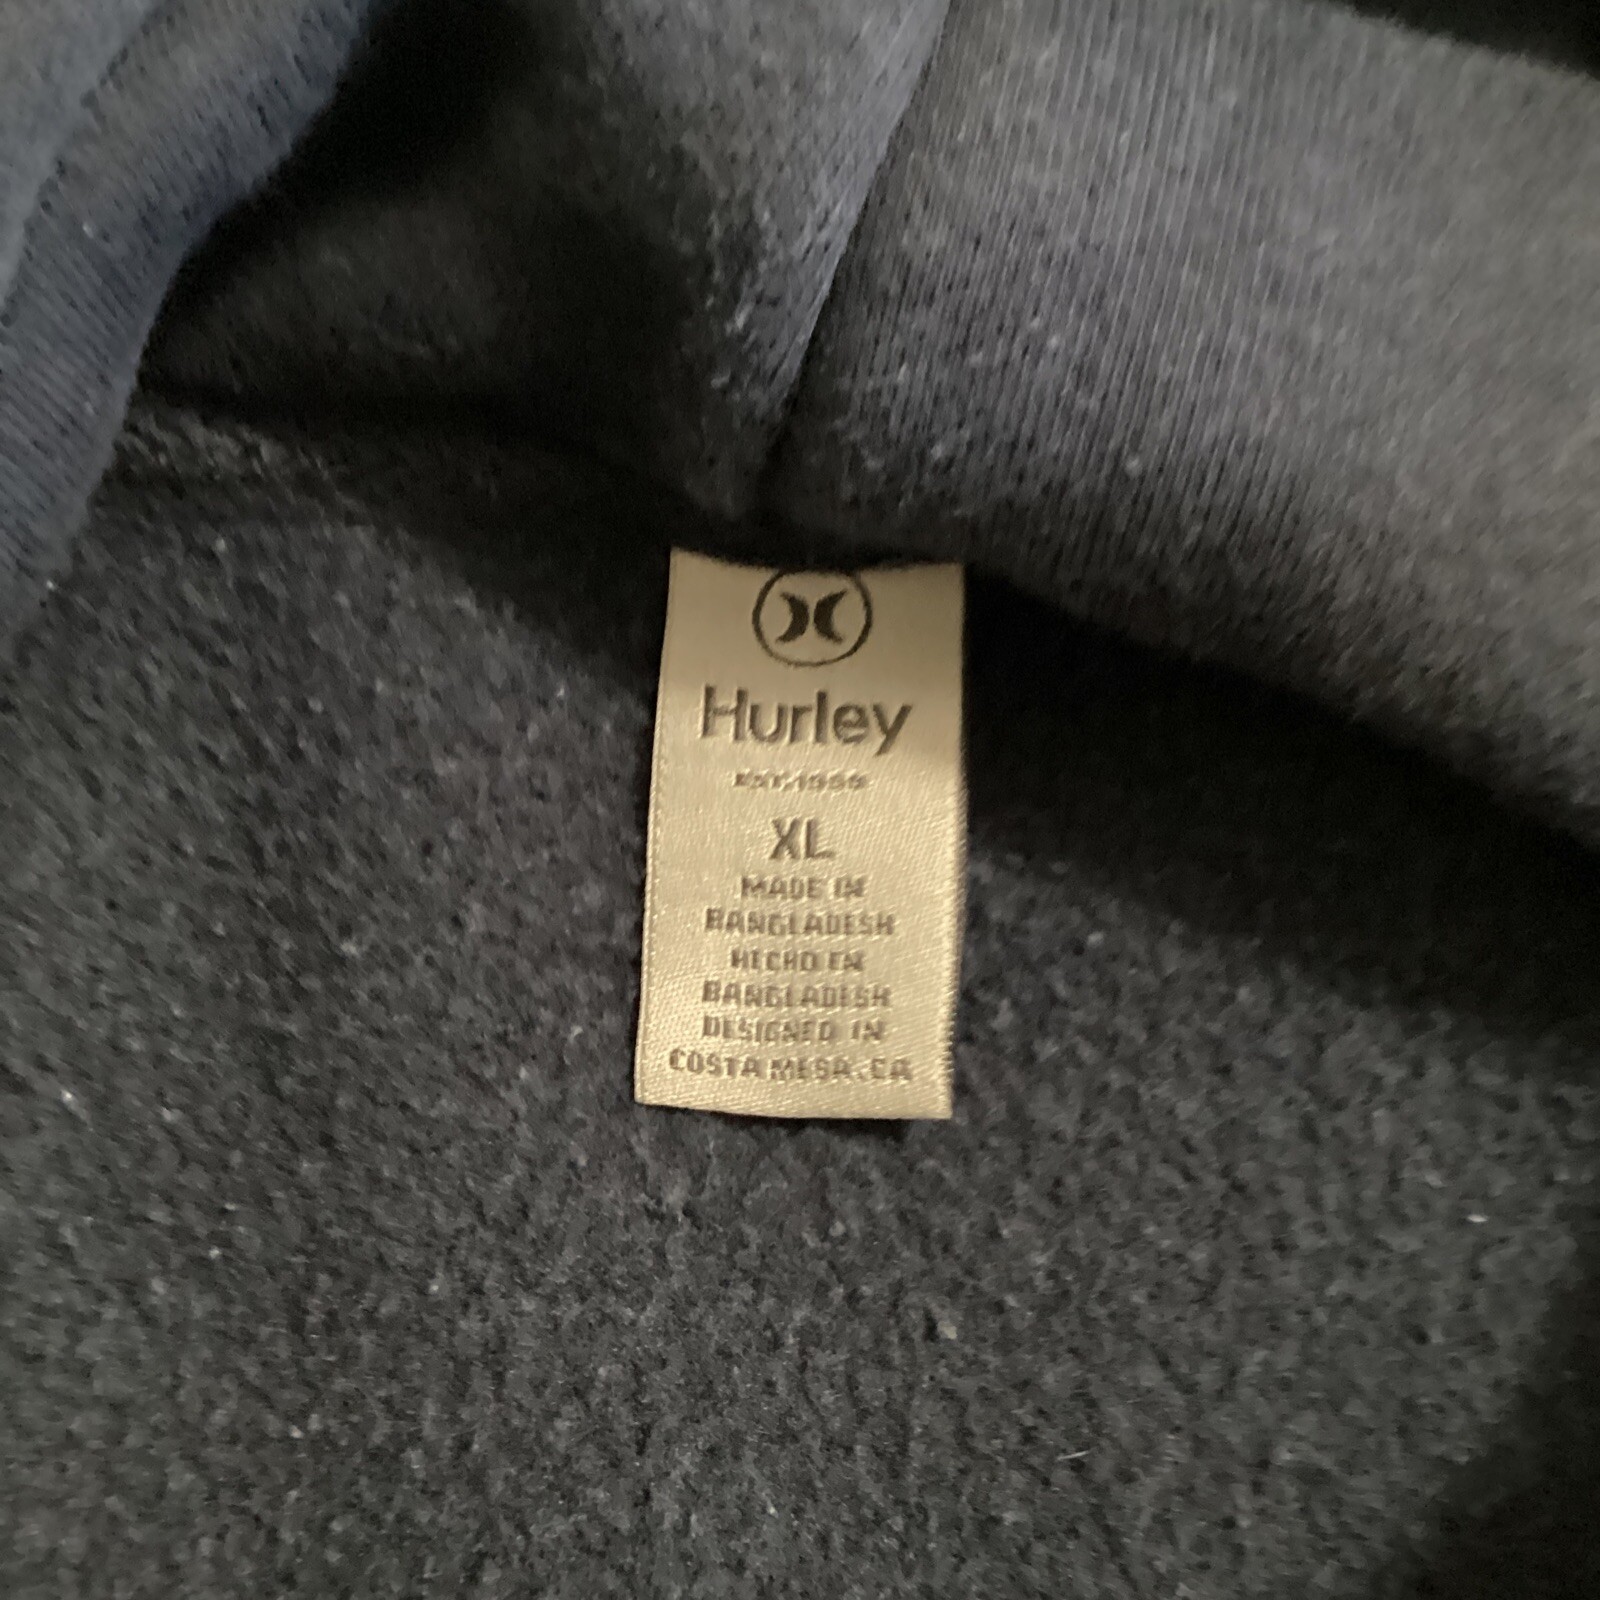 Hurley
EST. 1999
XL
MADE IN
BANGLADESH
HECHO EN
BANGLADESH
DESIGNED IN
COSTA MESA, CA